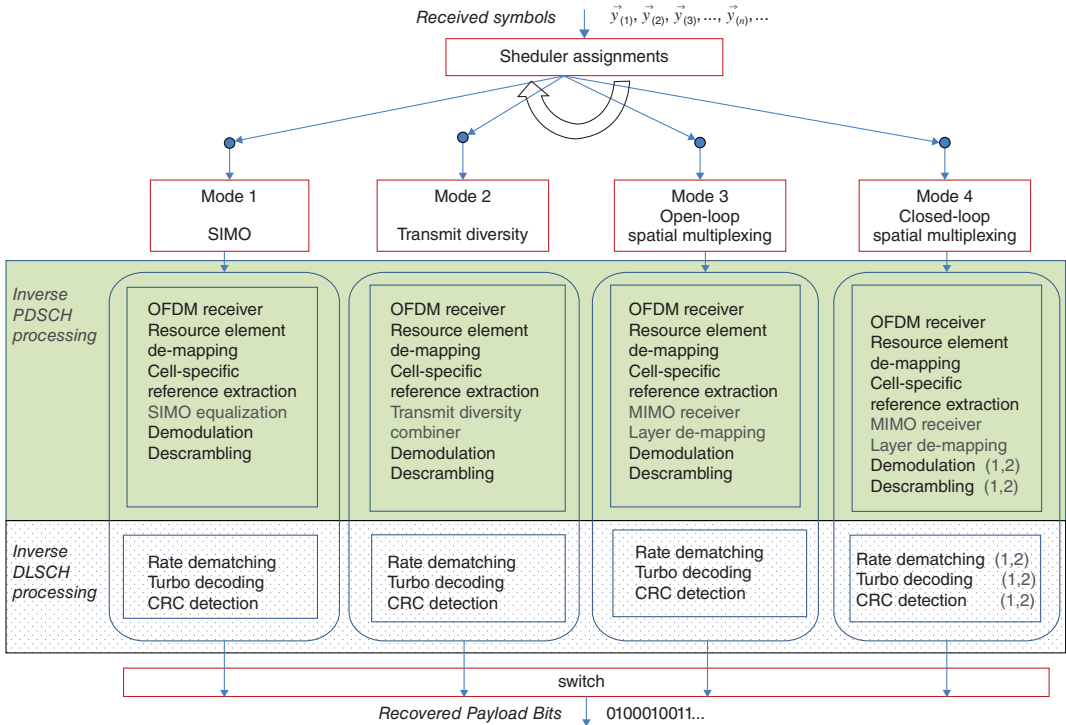 Received symbols y⃗(1), y⃗(2), y⃗(3), ..., y⃗(n), ...
Sheduler assignments
Mode 1
SIMO
Mode 2
Transmit diversity
Mode 3
Open-loop
spatial multiplexing
Mode 4
Closed-loop
spatial multiplexing
Inverse
PDSCH
processing
OFDM receiver
Resource element
de-mapping
Cell-specific
reference extraction
SIMO equalization
Demodulation
Descrambling
OFDM receiver
Resource element
de-mapping
Cell-specific
reference extraction
Transmit diversity
combiner
Demodulation
Descrambling
OFDM receiver
Resource element
de-mapping
Cell-specific
reference extraction
MIMO receiver
Layer de-mapping
Demodulation
Descrambling
OFDM receiver
Resource element
de-mapping
Cell-specific
reference extraction
MIMO receiver
Layer de-mapping
Demodulation (1,2)
Descrambling (1,2)
Inverse
DLSCH
processing
Rate dematching
Turbo decoding
CRC detection
Rate dematching
Turbo decoding
CRC detection
Rate dematching
Turbo decoding
CRC detection
Rate dematching (1,2)
Turbo decoding (1,2)
CRC detection (1,2)
switch
Recovered Payload Bits 0100010011...